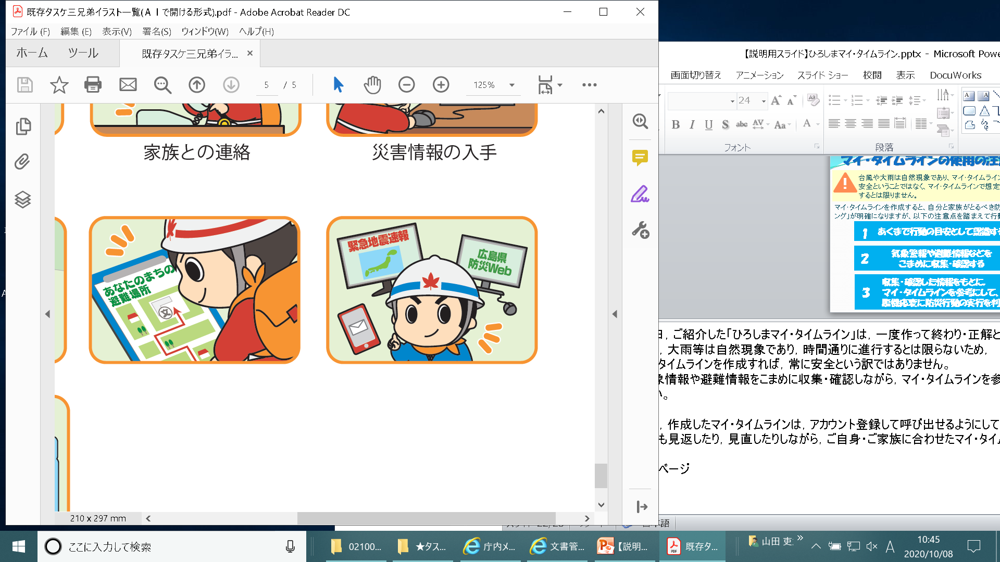 既存タスケ三兄弟イラスト一覧(ＡＩで開ける形式).pdf - Adobe Acrobat Reader DC
ファイル (F) 編集 (E) 表示(V) 署名(S) ウィンドウ(W) ヘルプ(H)
ホーム ツール 既存タスケ三兄弟イラ... ×
5 / 5 125%
家族との連絡
災害情報の入手
あなたのまちの
避難場所
文
緊急地震速報
広島県
防災Web
210 x 297 mm
【説明用スライド】ひろしまマイ・タイムライン.pptx - Microsoft Powe
画面切り替え アニメーション スライド ショー 校閲 表示 DocuWorks
24
B I U S abc AV Aa A
フォント 段落
マイ・タイムラインの使用の注
台風や大雨は自然現象であり、マイ・タイムライン
安全ということではなく、マイ・タイムラインで想定
するとは限りません。
マイ・タイムラインを作成すると、自分と家族がとるべき防
ング」が明確になりますが、以下の注意点を踏まえて行動
1 あくまで行動の目安として認識す
2 気象警報や避難情報などを
こまめに収集・確認する
3 収集・確認した情報をもとに、
マイ・タイムラインを参考にして、
臨機応変に防災行動の実行を判
日，ご紹介した「ひろしまマイ・タイムライン」は，一度作って終わり・正解と
，大雨等は自然現象であり，時間通りに進行するとは限らないため，
タイムラインを作成すれば，常に安全という訳ではありません。
象情報や避難情報をこまめに収集・確認しながら，マイ・タイムラインを参
い。
，作成したマイ・タイムラインは，アカウント登録して呼び出せるようにして
も見返したり，見直したりしながら，ご自身・ご家族に合わせたマイ・タイム
ページ
日本語
ここに入力して検索
02100... ★タス... 庁内メ... 文書管... 【説明... 既存タ...
山田 吏
A
10:45
2020/10/08